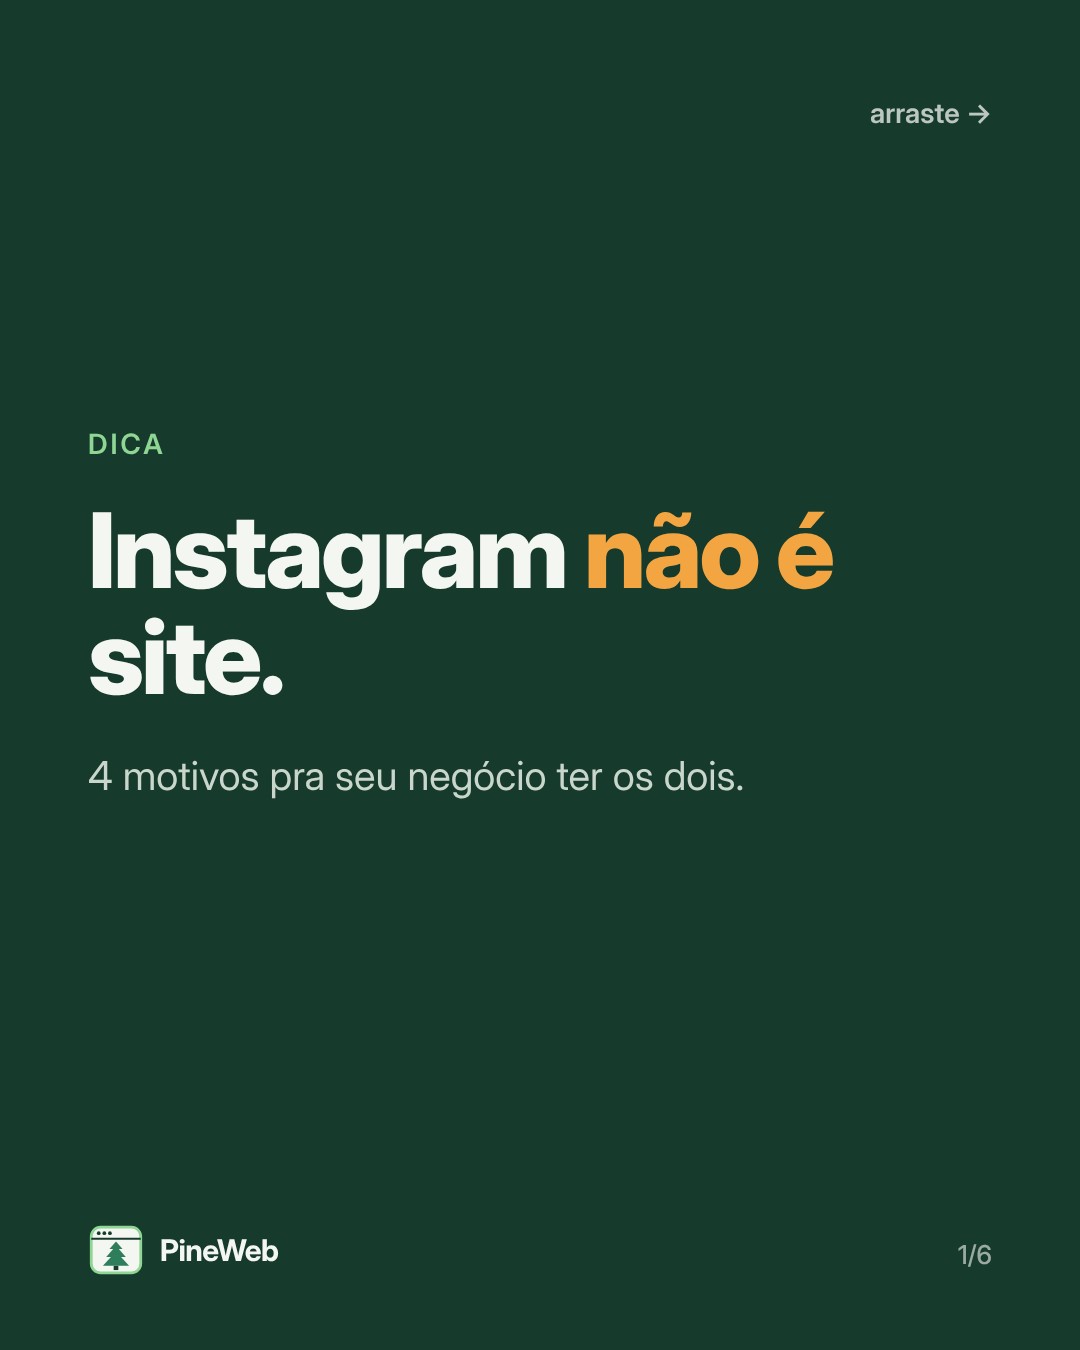 arraste →
DICA
Instagram não é
site.
4 motivos pra seu negócio ter os dois.
PineWeb
1/6